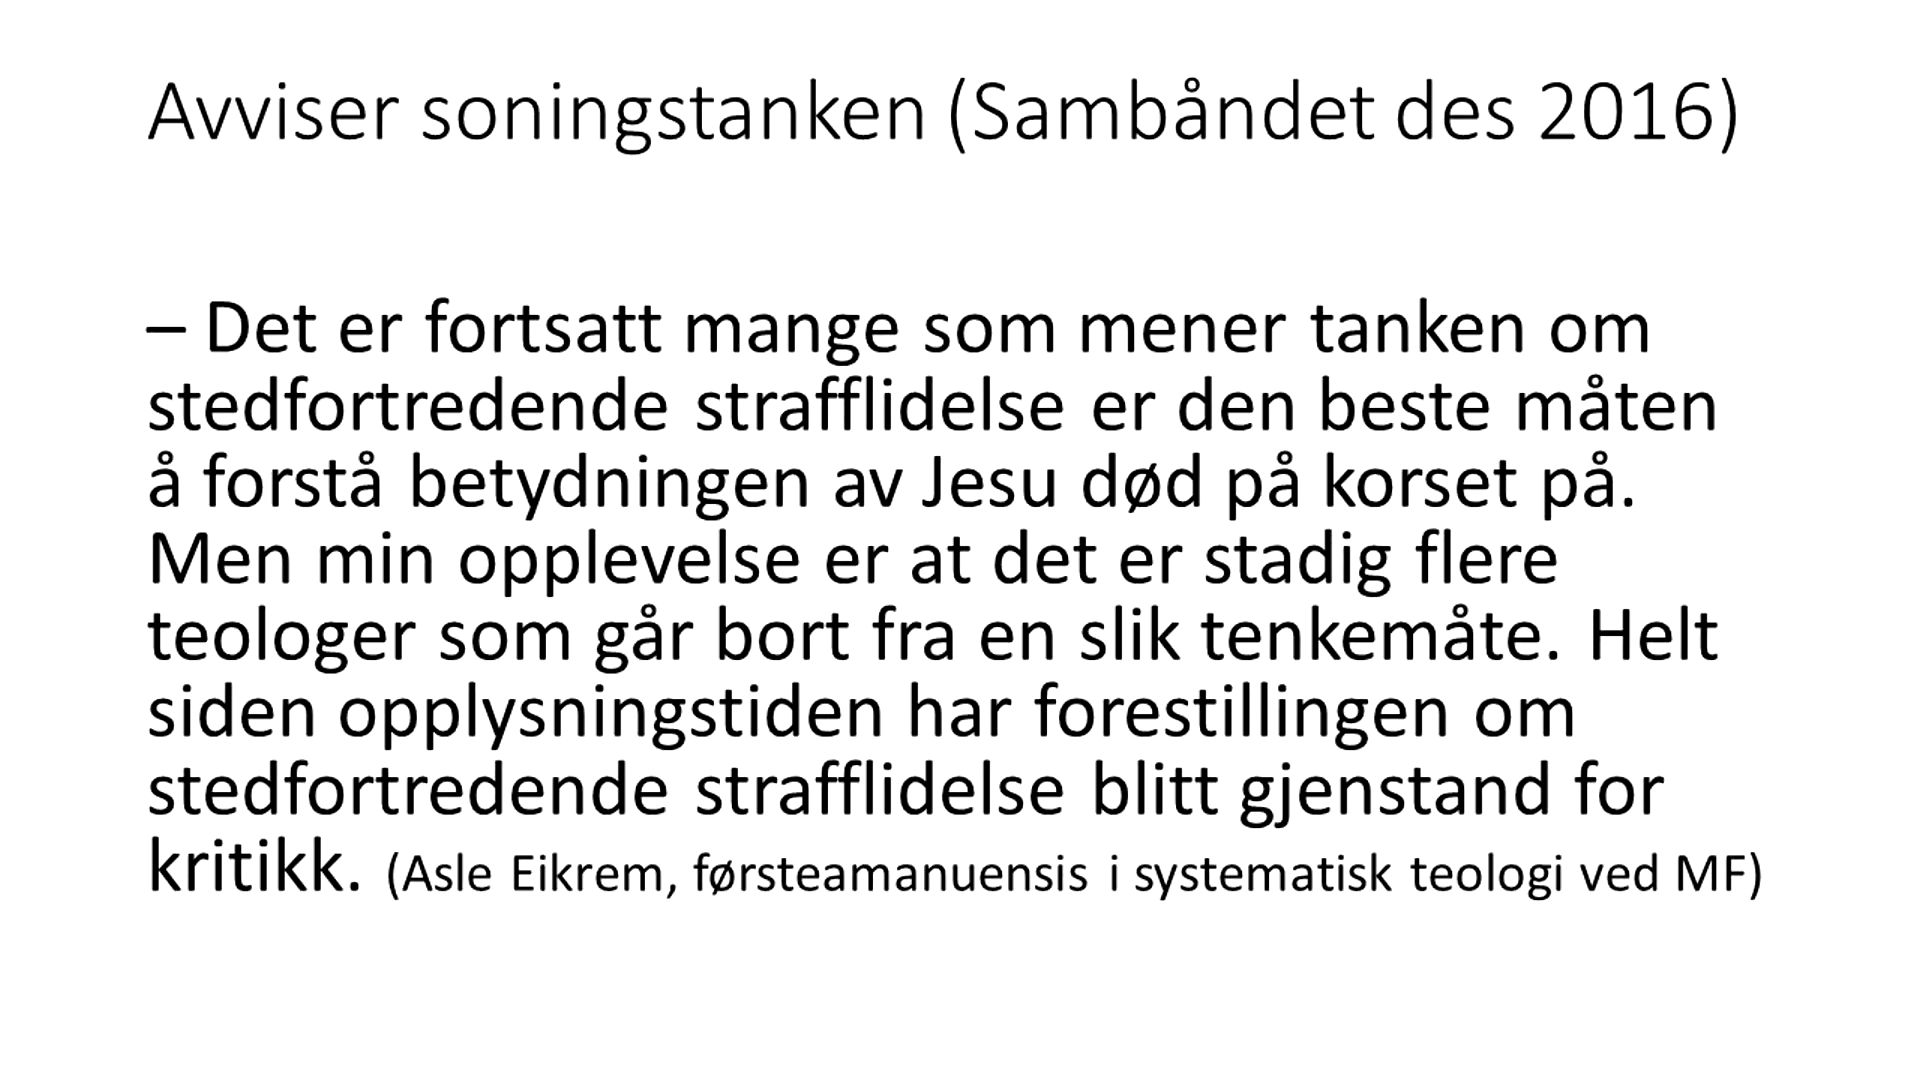 Avviser soningstanken (Sambåndet des 2016)
– Det er fortsatt mange som mener tanken om
stedfortredende strafflidelse er den beste måten
å forstå betydningen av Jesu død på korset på.
Men min opplevelse er at det er stadig flere
teologer som går bort fra en slik tenkemåte. Helt
siden opplysningstiden har forestillingen om
stedfortredende strafflidelse blitt gjenstand for
kritikk. (Asle Eikrem, førsteamanuensis i systematisk teologi ved MF)